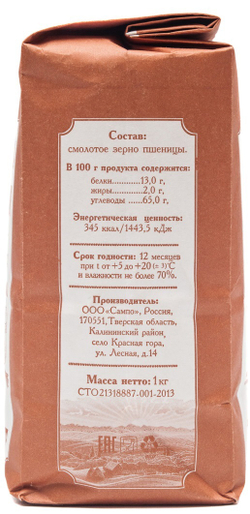 Состав:
смолотое зерно пшеницы.
В 100 г продукта содержится:
белки............13,0 г,
жиры.............2,0 г,
углеводы ......65,0 г.
Энергетическая ценность:
345 ккал/1443,5 кДж
Срок годности: 12 месяцев
при t от +5 до +20 (± 3)°С
и влажности не более 70%.
Производитель:
ООО«Сампо», Россия,
170551,Тверская область,
Калининский район,
село Красная гора,
ул. Лесная, д.14
Масса нетто: 1 кг
СТО21318887-001-2013
ЕАС